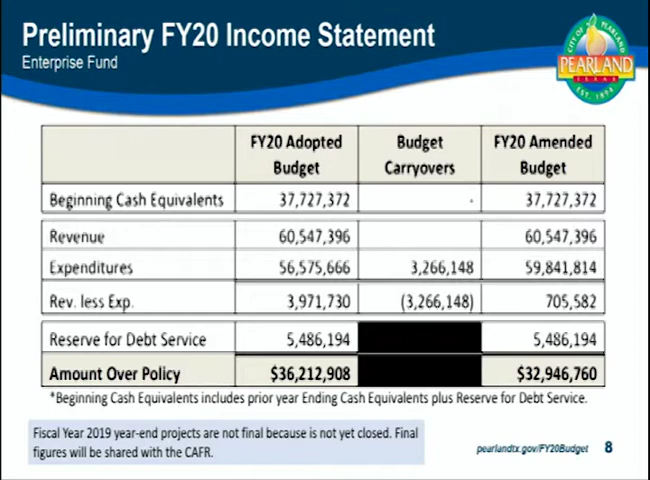 Preliminary FY20 Income Statement
Enterprise Fund
CITY OF PEARLAND
PEARLAND
TEXAS
EST. 1894
FY20 Adopted Budget Budget Carryovers FY20 Amended Budget
Beginning Cash Equivalents 37,727,372 - 37,727,372
Revenue 60,547,396 60,547,396
Expenditures 56,575,666 3,266,148 59,841,814
Rev. less Exp. 3,971,730 (3,266,148) 705,582
Reserve for Debt Service 5,486,194 5,486,194
Amount Over Policy $36,212,908 $32,946,760
*Beginning Cash Equivalents includes prior year Ending Cash Equivalents plus Reserve for Debt Service.
Fiscal Year 2019 year-end projects are not final because is not yet closed. Final
figures will be shared with the CAFR.
pearlandtx.gov/FY20Budget 8